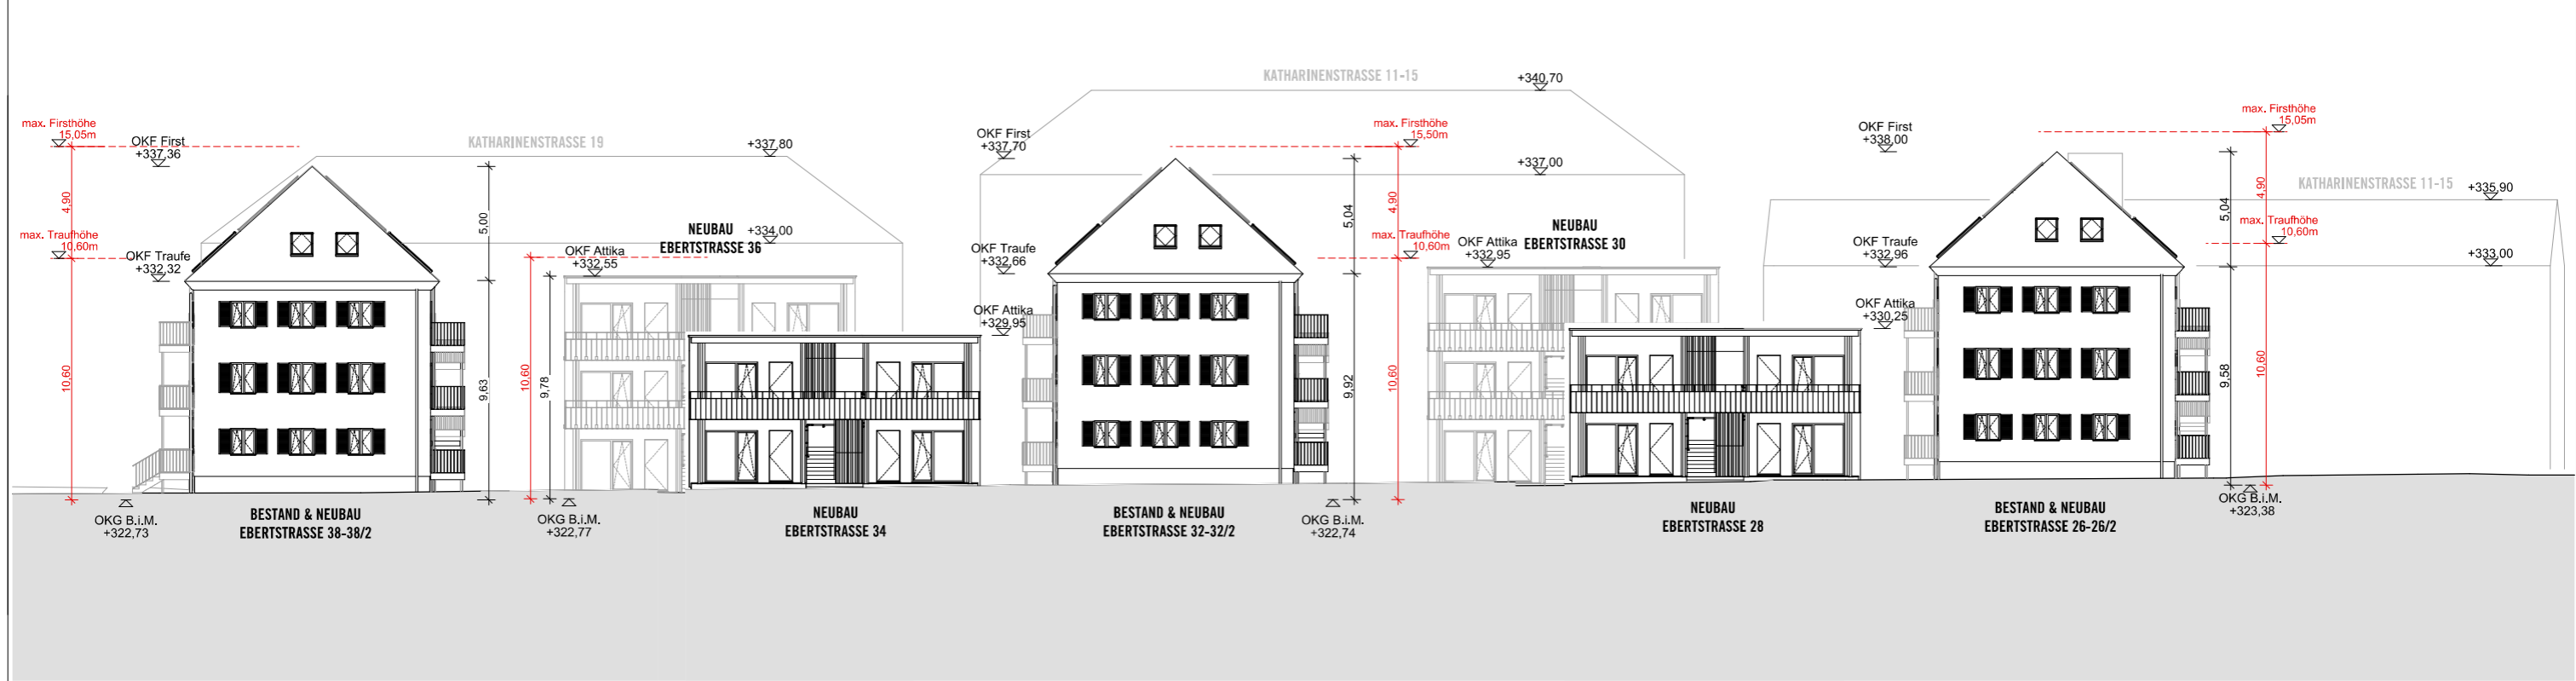 KATHARINENSTRASSE 11-15
+340,70
max. Firsthöhe
15,05m
OKF First
+337,36
KATHARINENSTRASSE 19
+337,80
OKF First
+337,70
max. Firsthöhe
15,50m
+337,00
OKF First
+338,00
max. Firsthöhe
15,05m
KATHARINENSTRASSE 11-15
+335,90
4,90
5,00
5,04
4,90
5,04
4,90
max. Traufhöhe
10,60m
OKF Traufe
+332,32
NEUBAU
EBERTSTRASSE 36
+334,00
OKF Attika
+332,55
OKF Traufe
+332,66
max. Traufhöhe
10,60m
OKF Attika
+332,95
NEUBAU
EBERTSTRASSE 30
OKF Traufe
+332,96
max. Traufhöhe
10,60m
+333,00
OKF Attika
+329,95
OKF Attika
+330,25
10,60
9,63
10,60
9,78
9,92
10,60
9,58
10,60
OKG B.i.M.
+322,73
BESTAND & NEUBAU
EBERTSTRASSE 38-38/2
OKG B.i.M.
+322,77
NEUBAU
EBERTSTRASSE 34
BESTAND & NEUBAU
EBERTSTRASSE 32-32/2
OKG B.i.M.
+322,74
NEUBAU
EBERTSTRASSE 28
BESTAND & NEUBAU
EBERTSTRASSE 26-26/2
OKG B.i.M.
+323,38